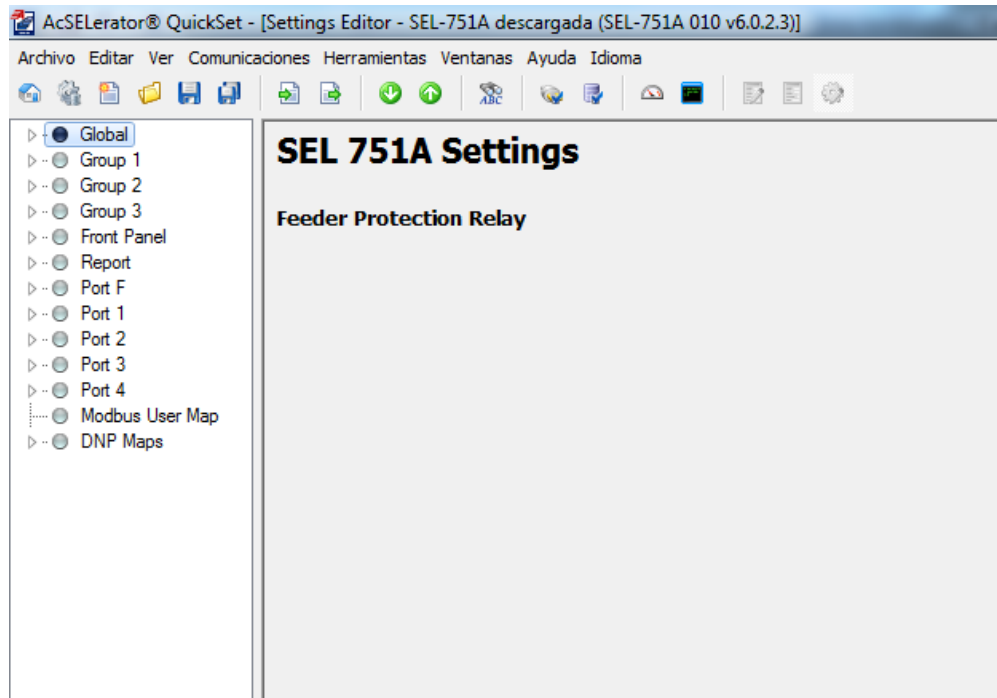 AcSELerator® QuickSet - [Settings Editor - SEL-751A descargada (SEL-751A 010 v6.0.2.3)]
Archivo Editar Ver Comunicaciones Herramientas Ventanas Ayuda Idioma
ABC
Global
Group 1
Group 2
Group 3
Front Panel
Report
Port F
Port 1
Port 2
Port 3
Port 4
Modbus User Map
DNP Maps
SEL 751A Settings
Feeder Protection Relay